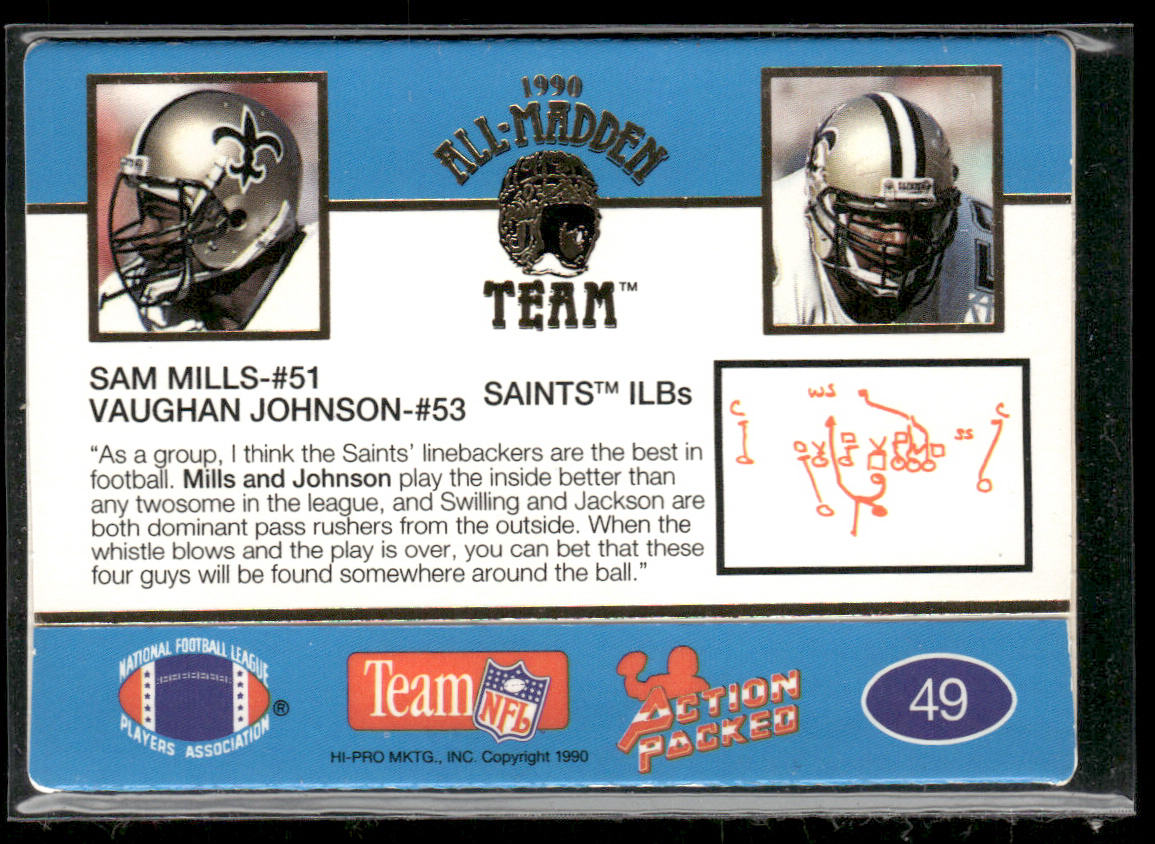 1990
ALL-MADDEN
TEAM™
SAM MILLS-#51
VAUGHAN JOHNSON-#53
SAINTS™ ILBs
“As a group, I think the Saints’ linebackers are the best in
football. Mills and Johnson play the inside better than
any twosome in the league, and Swilling and Jackson are
both dominant pass rushers from the outside. When the
whistle blows and the play is over, you can bet that these
four guys will be found somewhere around the ball.”
C
WS
SS
C
NATIONAL FOOTBALL LEAGUE
PLAYERS ASSOCIATION
®
Team NFL
HI-PRO MKTG., INC. Copyright 1990
ACTION
PACKED
49